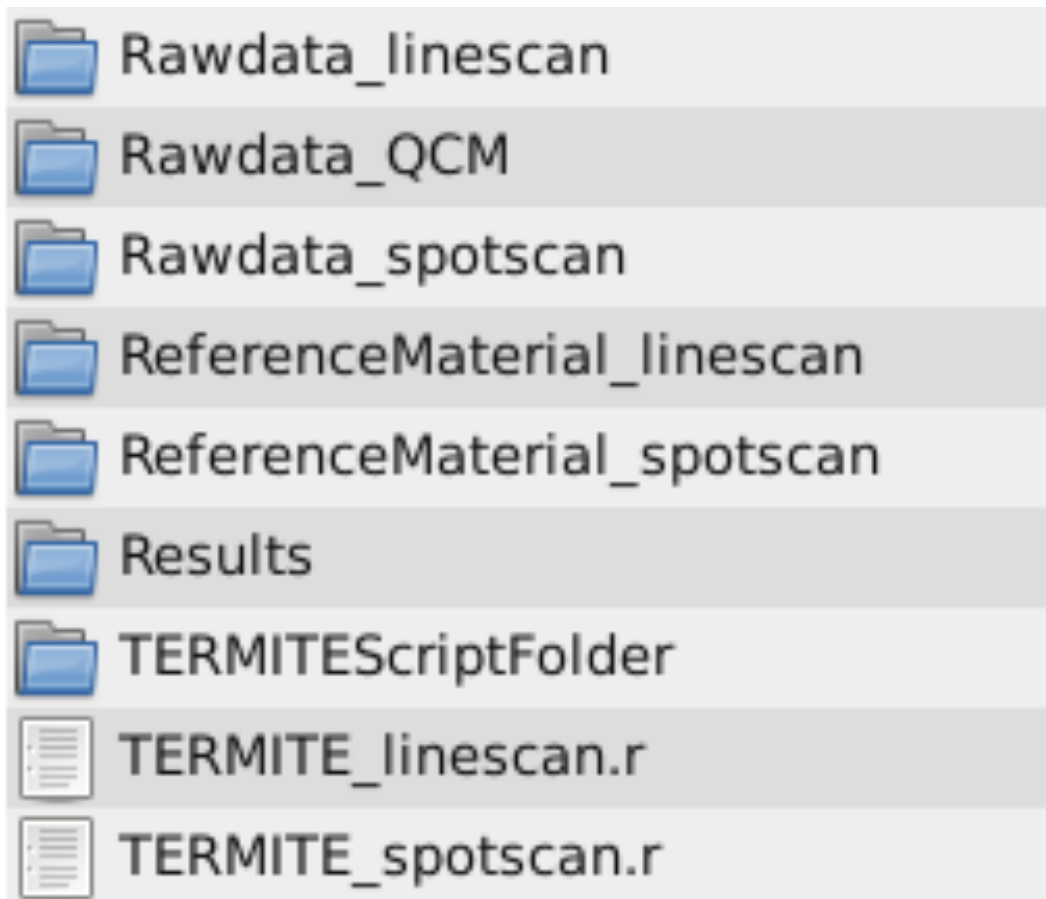 Rawdata_linescan
Rawdata_QCM
Rawdata_spotscan
ReferenceMaterial_linescan
ReferenceMaterial_spotscan
Results
TERMITEScriptFolder
TERMITE_linescan.r
TERMITE_spotscan.r